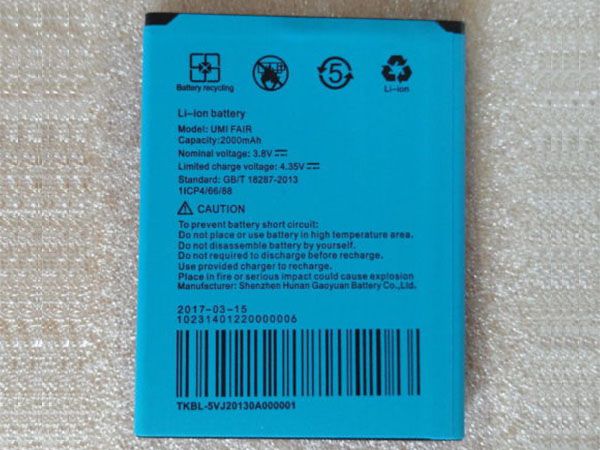 Battery recycling
5
Li-ion
Li-ion battery
Model: UMI FAIR
Capacity:2000mAh
Nominal voltage: 3.8V
Limited charge voltage: 4.35V
Standard: GB/T 18287-2013
1ICP4/66/88
CAUTION
To prevent battery short circuit:
Do not place or use battery in high temperature area.
Do not disassemble battery by yourself.
Do not required to discharge before recharge.
Use provided charger to recharge.
Place in fire or serious impact could cause explosion
Manufacturer: Shenzhen Hunan Gaoyuan Battery Co.,Ltd.
2017-03-15
10231401220000006
TKBL-5VJ20130A000001